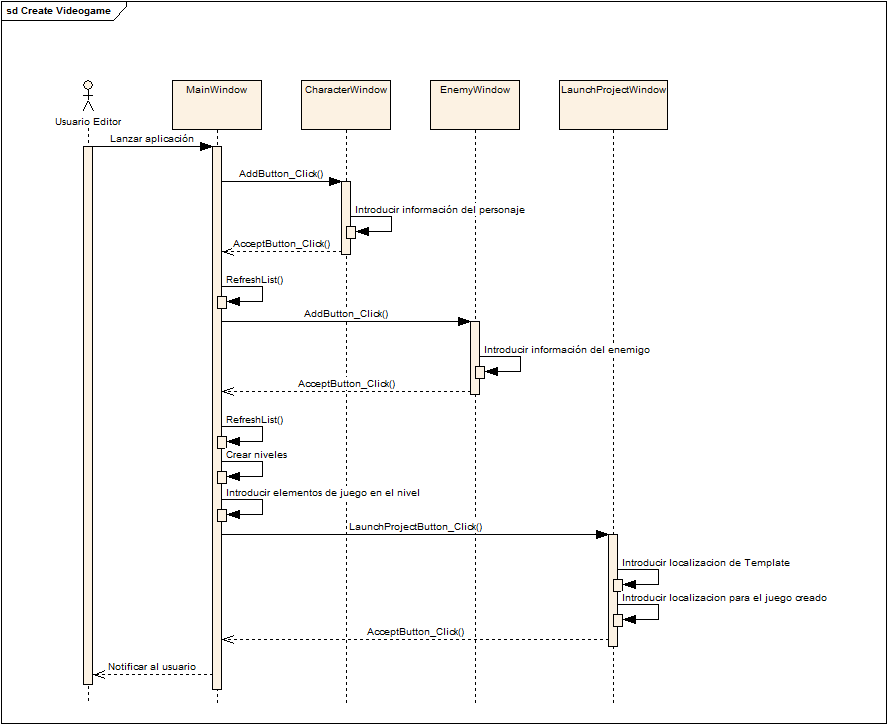 sd Create Videogame
Usuario Editor
MainWindow
CharacterWindow
EnemyWindow
LaunchProjectWindow
Lanzar aplicación
AddButton_Click()
Introducir información del personaje
AcceptButton_Click()
RefreshList()
AddButton_Click()
Introducir información del enemigo
AcceptButton_Click()
RefreshList()
Crear niveles
Introducir elementos de juego en el nivel
LaunchProjectButton_Click()
Introducir localizacion de Template
Introducir localizacion para el juego creado
AcceptButton_Click()
Notificar al usuario